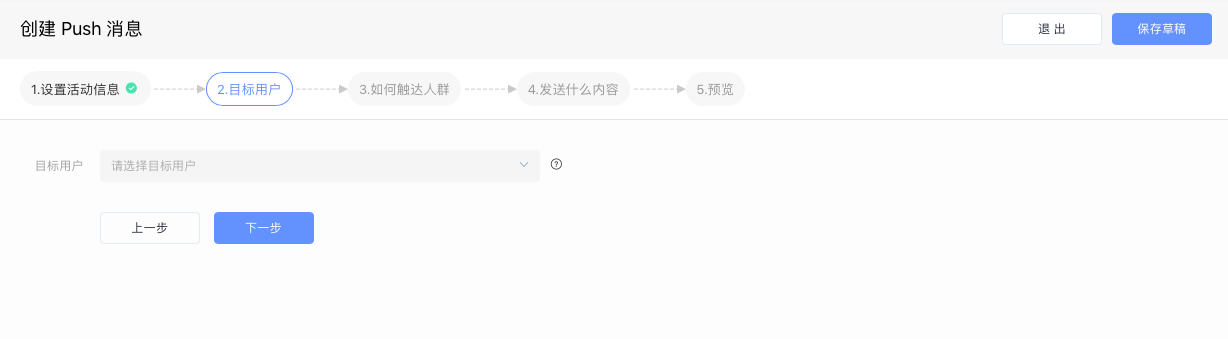 创建 Push 消息
退 出
保存草稿
1.设置活动信息
2.目标用户
3.如何触达人群
4.发送什么内容
5.预览
目标用户
请选择目标用户
上一步
下一步